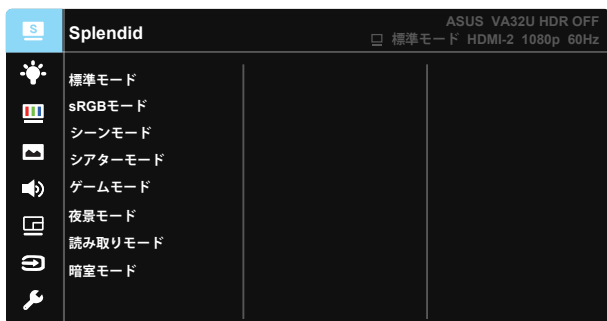 S
Splendid
ASUS VA32U HDR OFF
標準モード HDMI-2 1080p 60Hz
標準モード
sRGBモード
シーンモード
シアターモード
ゲームモード
夜景モード
読み取りモード
暗室モード